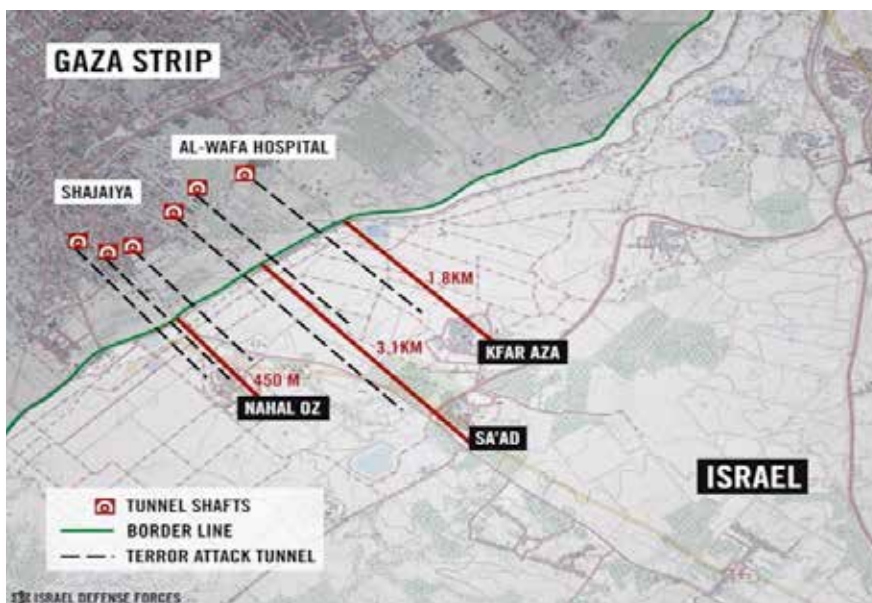 GAZA STRIP
AL-WAFA HOSPITAL
SHAJAIYA
1.8KM
3.1KM
KFAR AZA
450 M
NAHAL OZ
SA'AD
ISRAEL
TUNNEL SHAFTS
BORDER LINE
TERROR ATTACK TUNNEL
ISRAEL DEFENSE FORCES